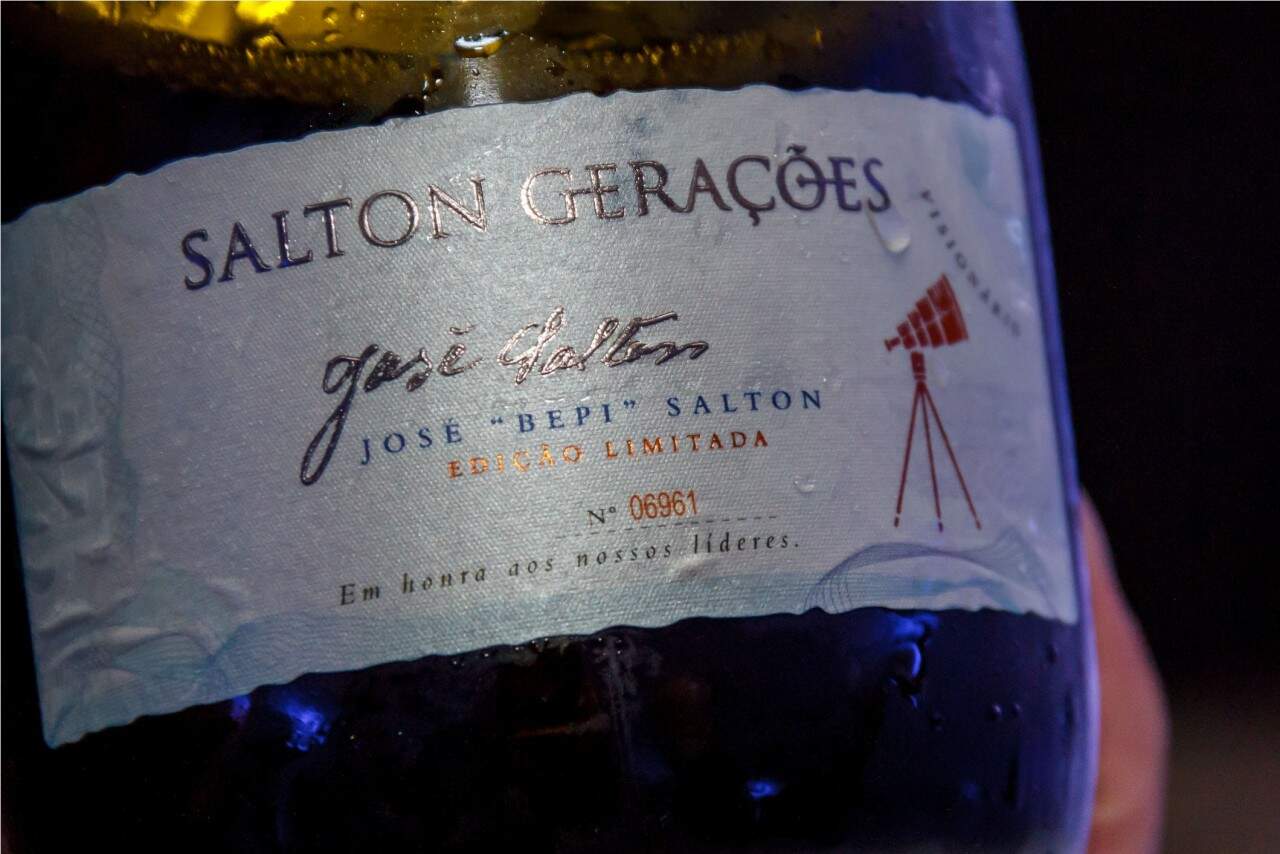 SALTON GERAÇÕES
VISIONÁRIO
José Salton
JOSÉ “BEPI” SALTON
EDIÇÃO LIMITADA
Nº 06961
Em honra aos nossos líderes.